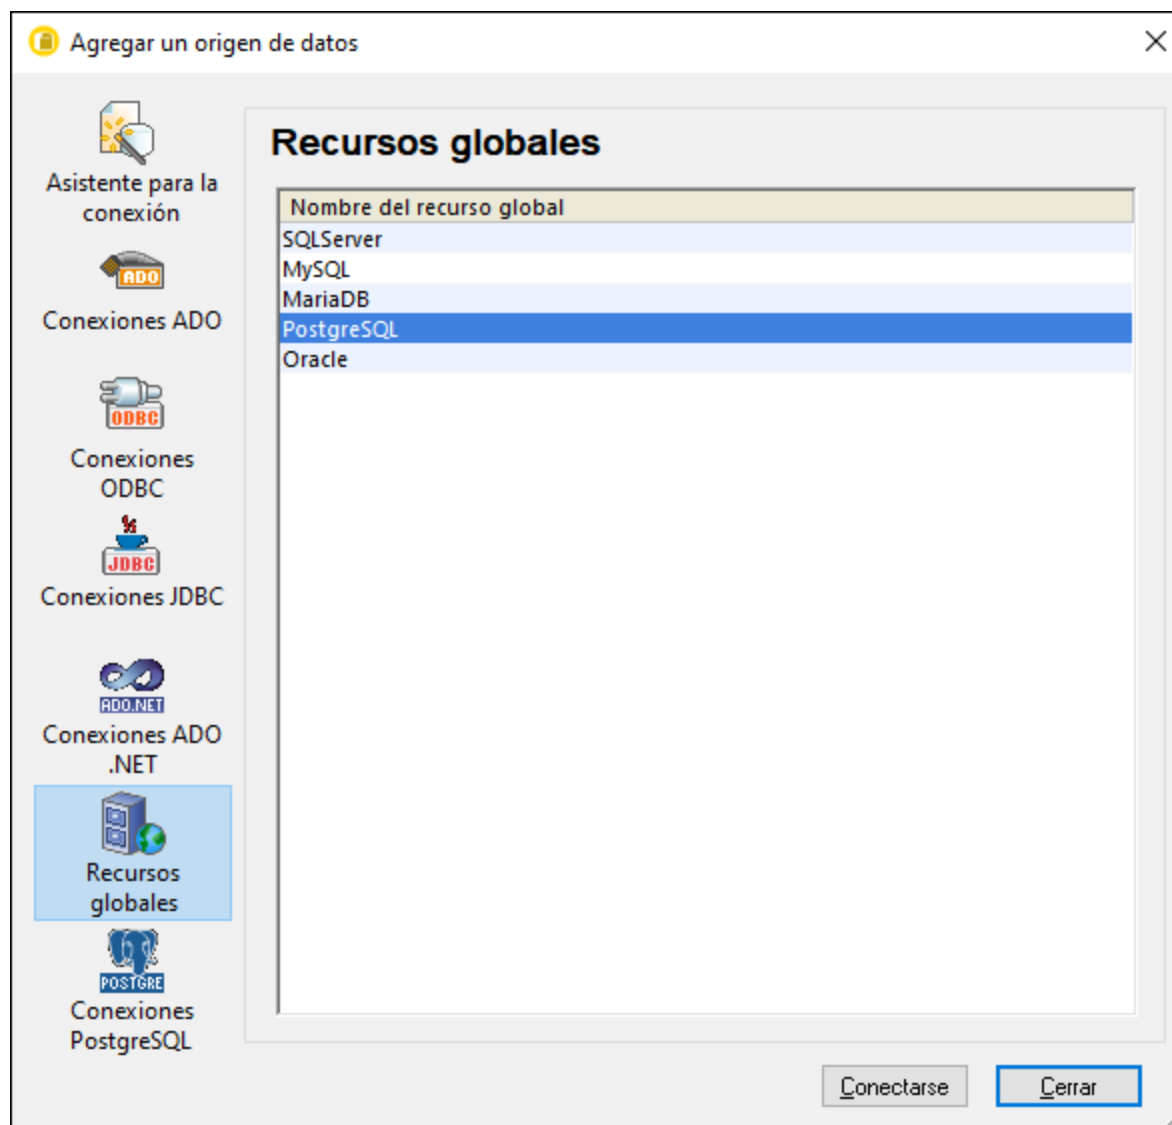 Agregar un origen de datos
Asistente para la
conexión
ADO
Conexiones ADO
ODBC
Conexiones
ODBC
JDBC
Conexiones JDBC
ADO.NET
Conexiones ADO
.NET
Recursos
globales
POSTGRE
Conexiones
PostgreSQL
Recursos globales
Nombre del recurso global
SQLServer
MySQL
MariaDB
PostgreSQL
Oracle
Conectarse
Cerrar